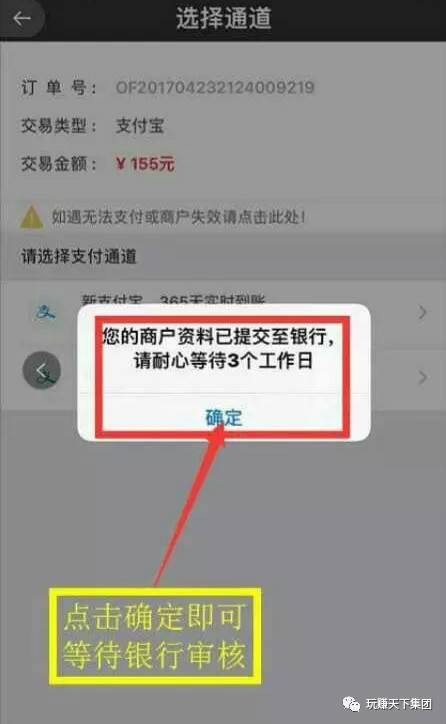 选择通道
订 单 号： OF201704232124009219
交易类型： 支付宝
交易金额： ¥ 155元
如遇无法支付或商户失效请点击此处！
请选择支付通道
新支付宝 365天实时到账
您的商户资料已提交至银行，
请耐心等待3个工作日
确定
点击确定即可
等待银行审核
玩赚天下集团